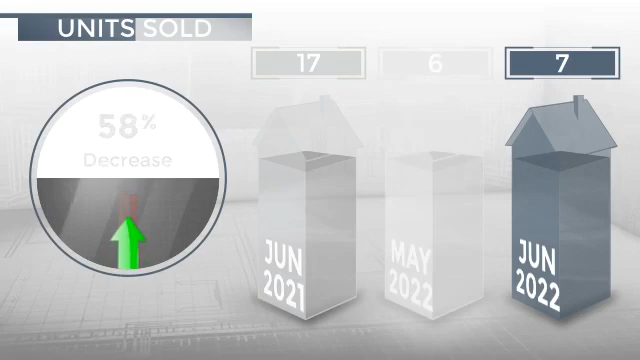 UNITS SOLD
17
6
7
58%
Decrease
JUN
2021
MAY
2022
JUN
2022